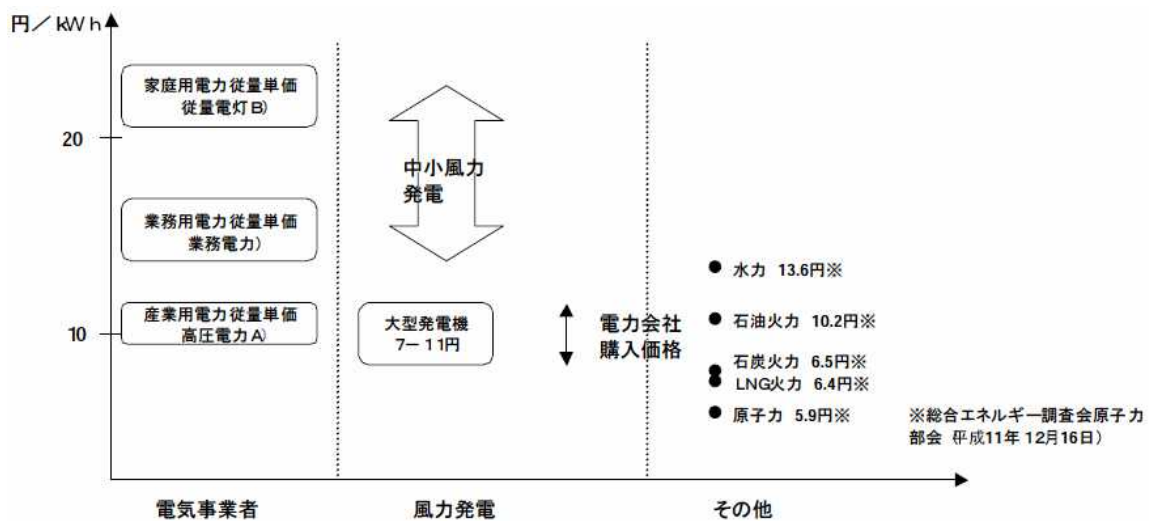 円／kWh
家庭用電力従量単価
従量電灯B)
20
業務用電力従量単価
業務電力)
産業用電力従量単価
高圧電力A)
10
中小風力
発電
大型発電機
7－11円
電力会社
購入価格
水力 13.6円※
石油火力 10.2円※
石炭火力 6.5円※
LNG火力 6.4円※
原子力 5.9円※
※総合エネルギー調査会原子力
部会 平成11年12月16日)
電気事業者
風力発電
その他